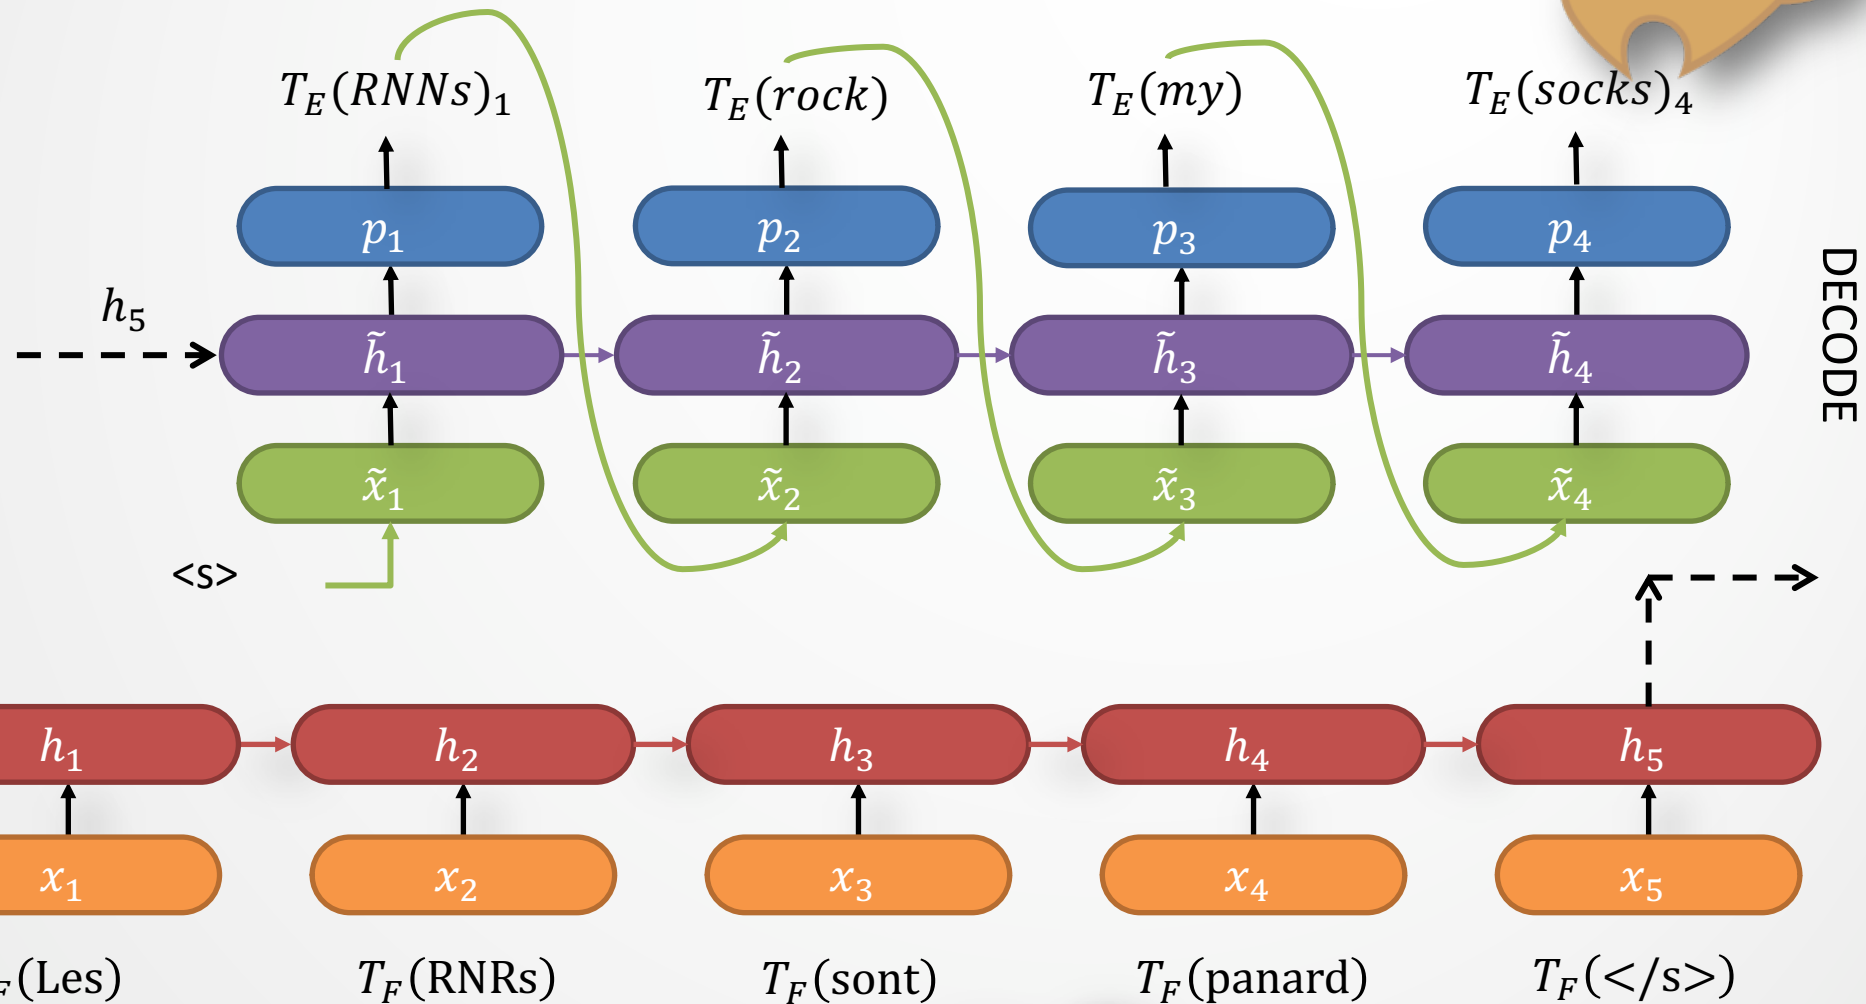 T_E(RNNs)_1 T_E(rock) T_E(my) T_E(socks)_4
p_1 p_2 p_3 p_4
h_5
h̃_1 h̃_2 h̃_3 h̃_4
x̃_1 x̃_2 x̃_3 x̃_4
<s>
DECODE
h_1 h_2 h_3 h_4 h_5
x_1 x_2 x_3 x_4 x_5
F(Les) T_F(RNRs) T_F(sont) T_F(panard) T_F(</s>)